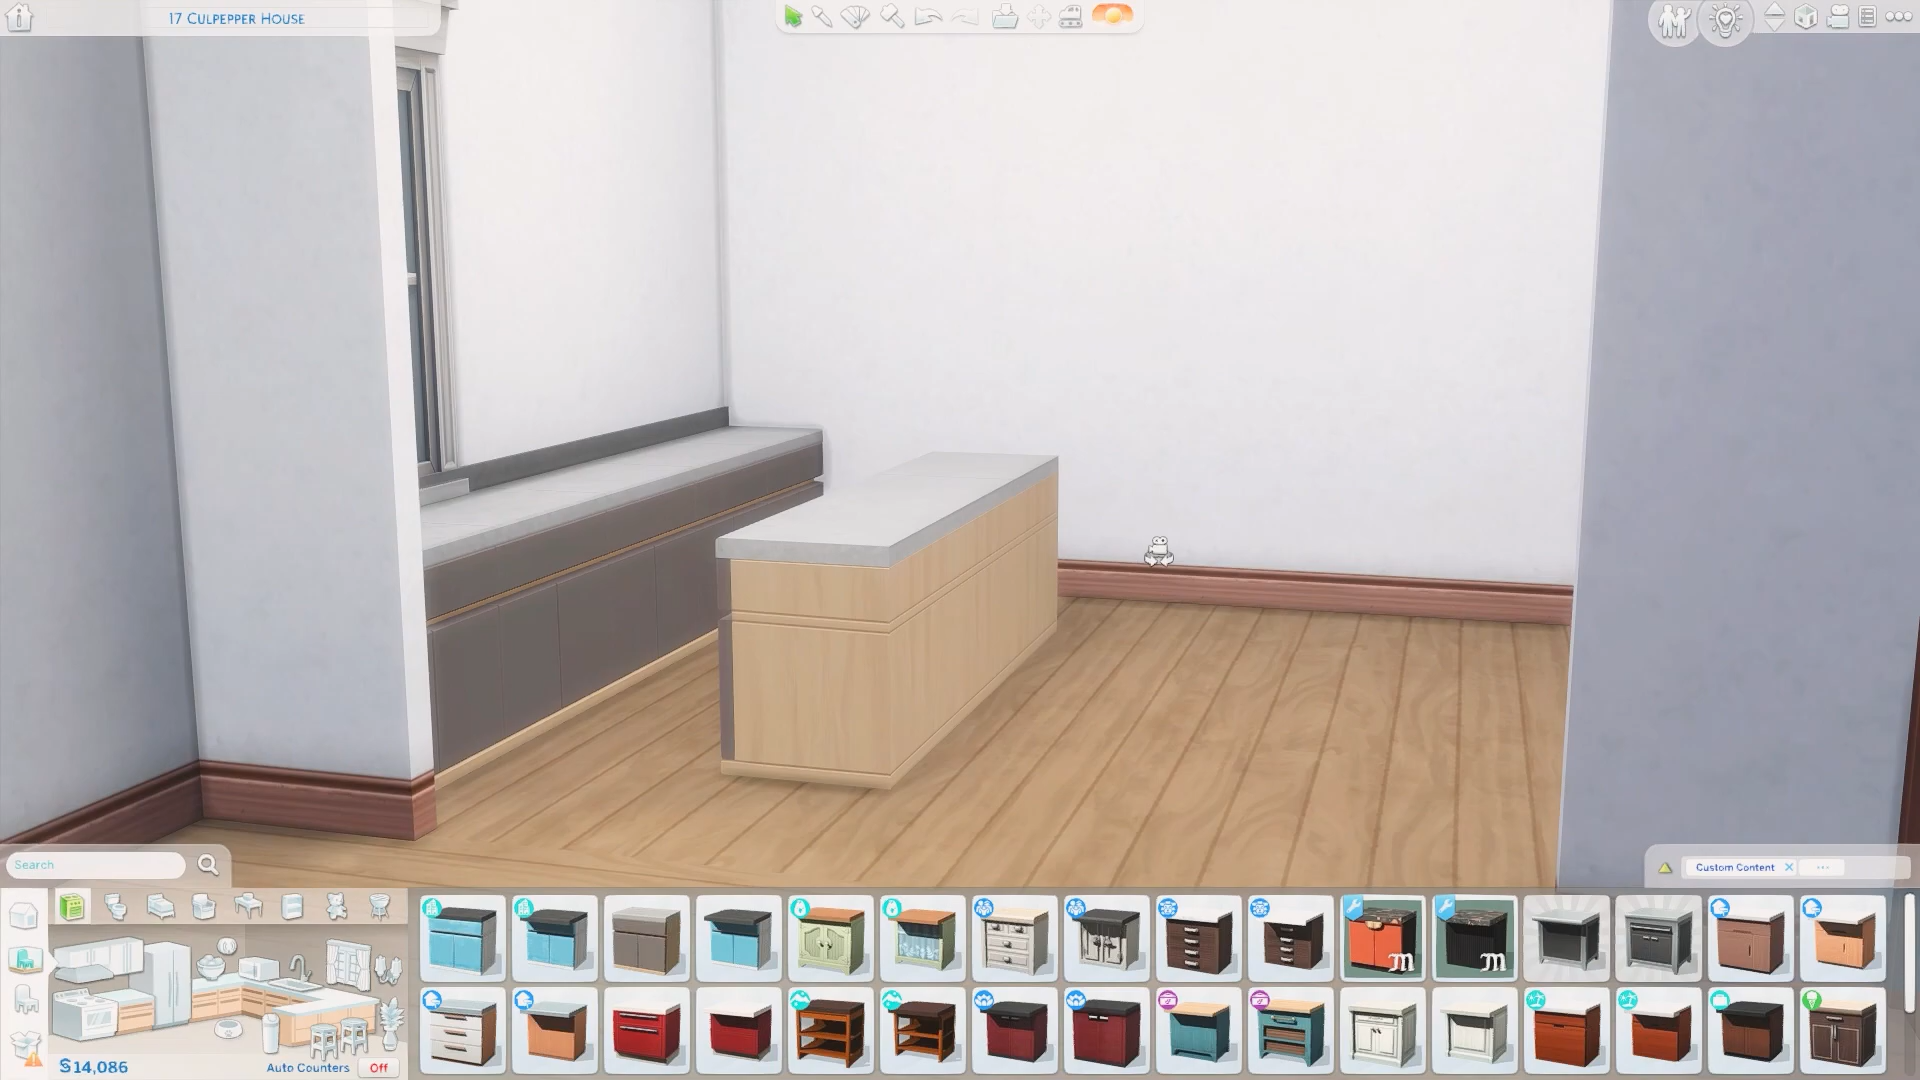 17 Culpepper House
Search
Custom Content
$14,086
Auto Counters
Off